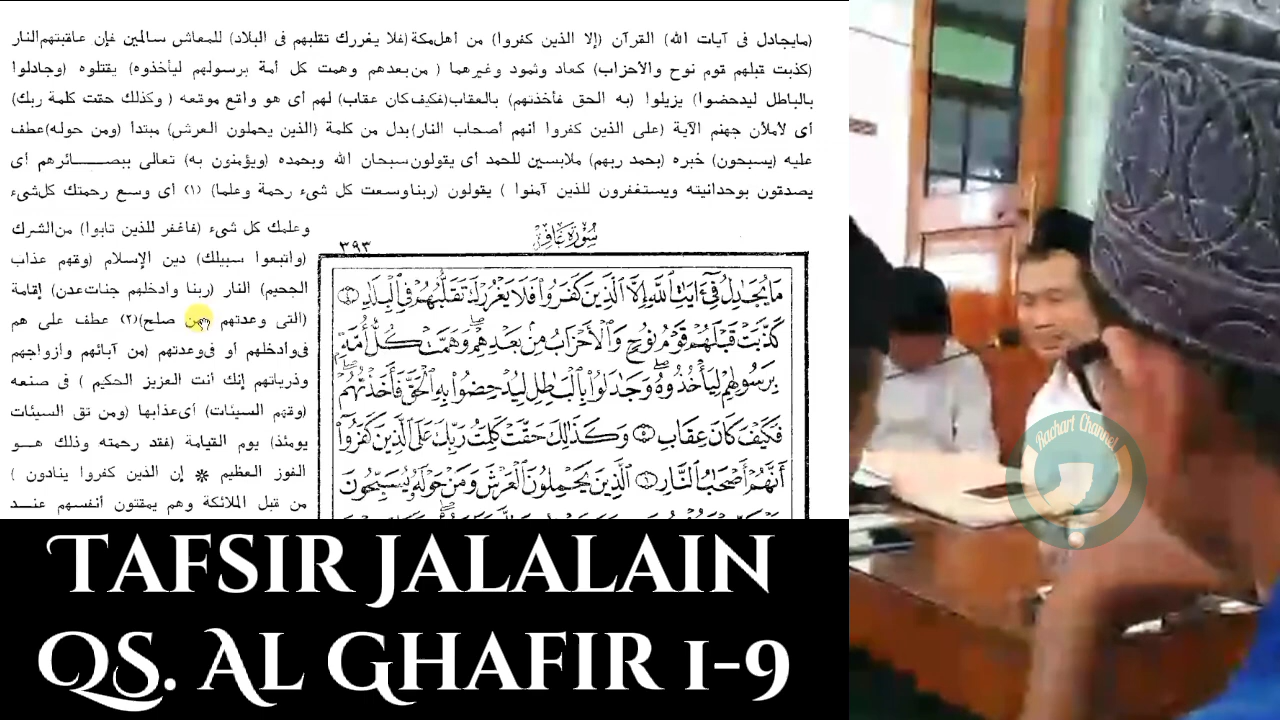 (مايجادل فى آيات الله) القرآن (إلا الذين كفروا) من أهل مكة (فلا يغررك تقلبهم فى البلاد) للمعاش سالمين فإن عاقبتهم النار
(كذبت قبلهم قوم نوح والأحزاب) كعاد وثمود وغيرهما ( من بعدهم وهمت كل أمة برسولهم ليأخذوه) يقتلوه (وجادلوا
بالباطل ليدحضوا) يزيلوا (به الحق فأخذتهم) بالعقاب (فكيف كان عقاب) لهم أى هو واقع موقعه ( وكذلك حقت كلمة ربك)
أى لأملأن جهنم الآية (على الذين كفروا أنهم أصحاب النار) بدل من كلمة (الذين يحملون العرش) مبتدأ (ومن حوله) عطف
عليه (يسبحون) خبره (بحمد ربهم) ملابسين للحمد أى يقولون سبحان الله وبحمده (ويؤمنون به) تعالى ببصــــائرهم أى
يصدقون بوحدانيته ويستغفرون للذين آمنوا ) يقولون (ربنا وسعت كل شىء رحمة وعلما) (١) أى وسع رحمتك كل شىء
وعلمك كل شىء (فاغفر للذين تابوا) من الشرك
(واتبعوا سبيلك) دين الإسلام (وقهم عذاب
الجحيم) النار (ربنا وادخلهم جنات عدن) إقامة
(التى وعدتهم ومن صلح)(٢) عطف على هم
فى وادخلهم أو فى وعدتهم (من آبائهم وازواجهم
وذرياتهم إنك أنت العزيز الحكيم ) فى صنعه
(وقهم السيئات) أى عذابها (ومن تق السيئات
يومئذ) يوم القيامة (فقد رحمته وذلك هــو
الفوز العظيم * إن الذين كفروا ينادون )
من قبل الملائكة وهم يمقتون أنفسهم عنــد
سُورَة غَافِر
٣٩٣
مَا يُجَٰدِلُ فِىٓ ءَايَٰتِ ٱللَّهِ إِلَّا ٱلَّذِينَ كَفَرُوا۟ فَلَا يَغْرُرْكَ تَقَلُّبُهُمْ فِى ٱلْبِلَٰدِ ٤
كَذَّبَتْ قَبْلَهُمْ قَوْمُ نُوحٍ وَٱلْأَحْزَابُ مِنۢ بَعْدِهِمْ ۖ وَهَمَّتْ كُلُّ أُمَّةٍۭ
بِرَسُولِهِمْ لِيَأْخُذُوهُ ۖ وَجَٰدَلُوا۟ بِٱلْبَٰطِلِ لِيُدْحِضُوا۟ بِهِ ٱلْحَقَّ فَأَخَذْتُهُمْ ۖ
فَكَيْفَ كَانَ عِقَابِ ٥ وَكَذَٰلِكَ حَقَّتْ كَلِمَتُ رَبِّكَ عَلَى ٱلَّذِينَ كَفَرُوٓا۟
أَنَّهُمْ أَصْحَٰبُ ٱلنَّارِ ٦ ٱلَّذِينَ يَحْمِلُونَ ٱلْعَرْشَ وَمَنْ حَوْلَهُۥ يُسَبِّحُونَ
TAFSIR JALALAIN
QS. AL GHAFIR 1-9
Bachart Channel